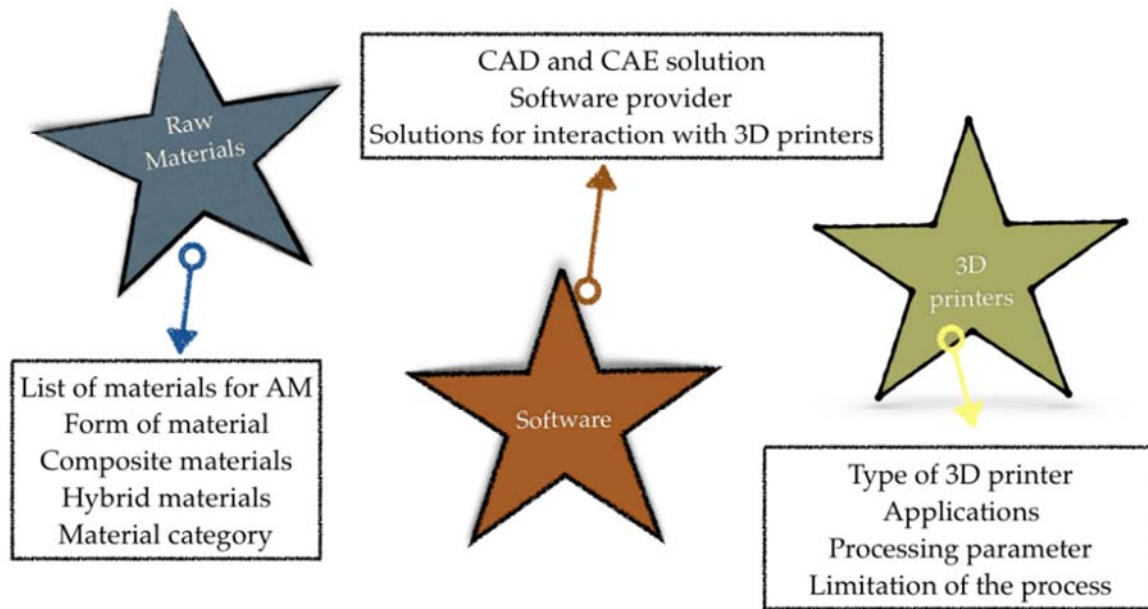 Raw
Materials
List of materials for AM
Form of material
Composite materials
Hybrid materials
Material category
CAD and CAE solution
Software provider
Solutions for interaction with 3D printers
Software
3D
printers
Type of 3D printer
Applications
Processing parameter
Limitation of the process